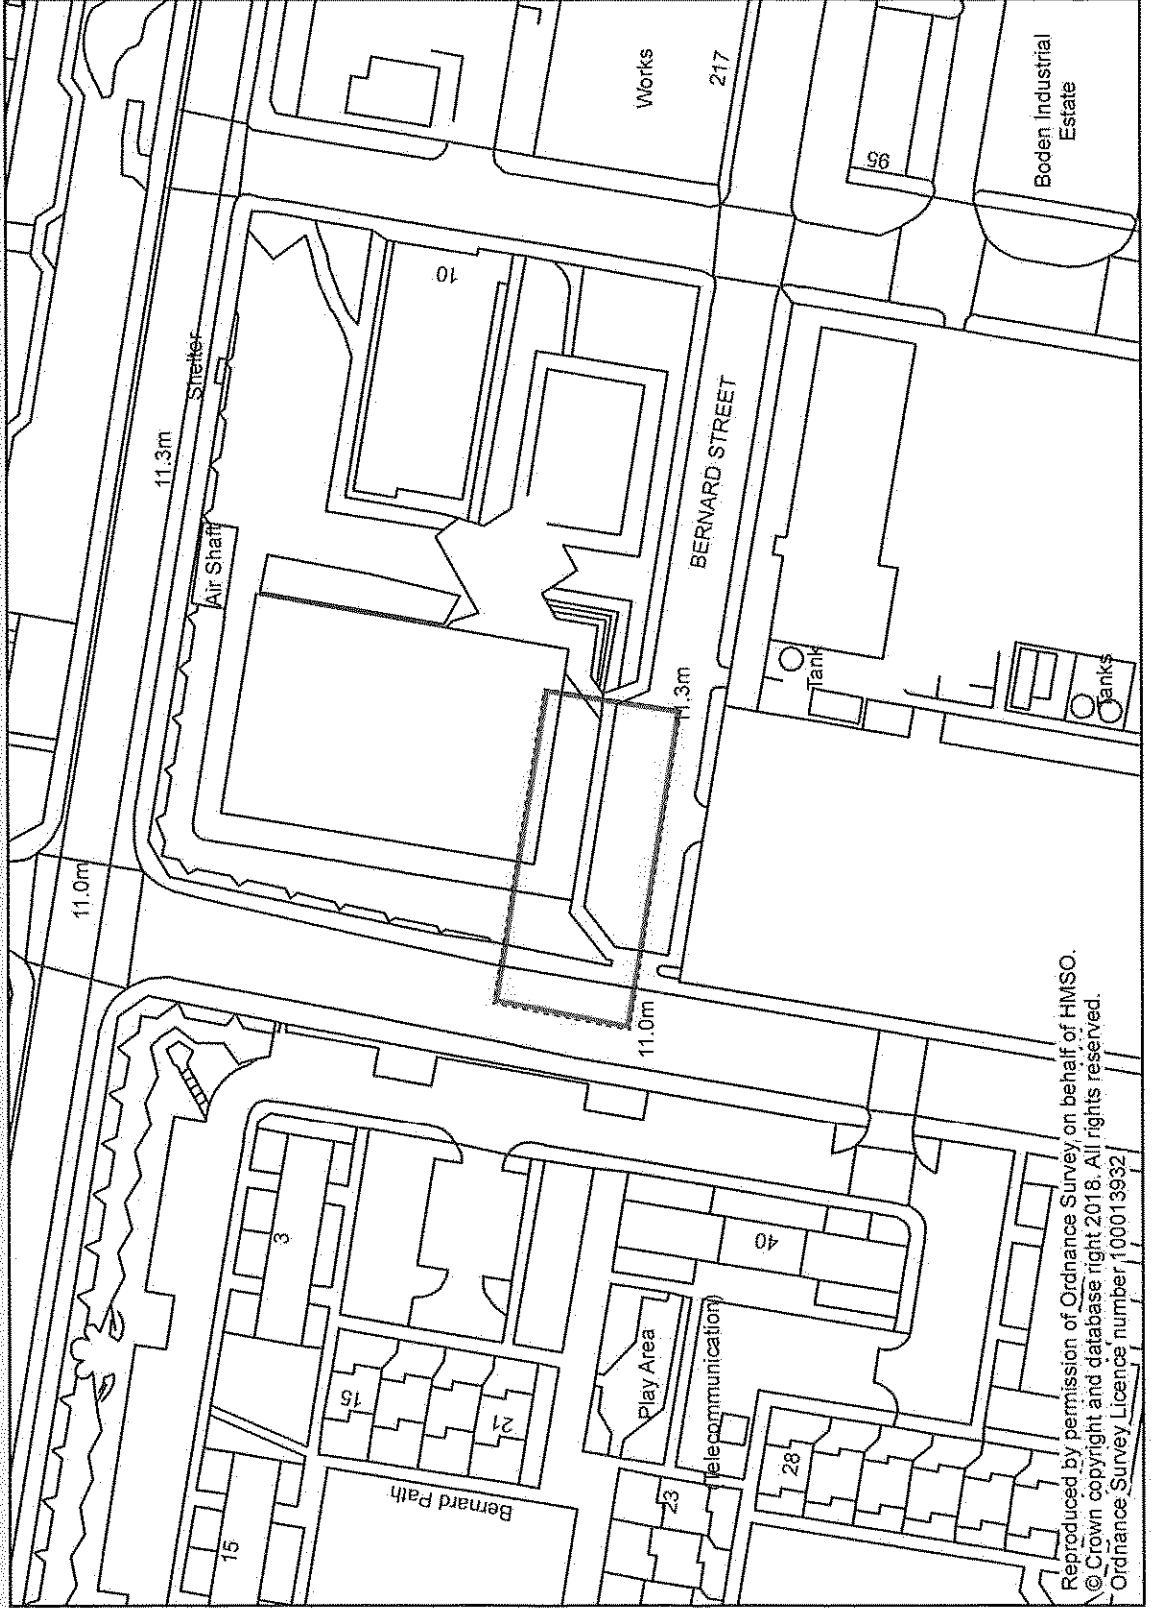 11.0m
11.3m
Shelter
Air Shaft
15
3
15
Bernard Path
10
21
Play Area
11.0m
Works
23
11.3m
(telecommunication)
BERNARD STREET
217
40
28
Tank
95
Boden Industrial
Estate
Tanks
Reproduced by permission of Ordnance Survey on behalf of HMSO.
© Crown copyright and database right 2018. All rights reserved.
Ordnance Survey Licence number 100013932